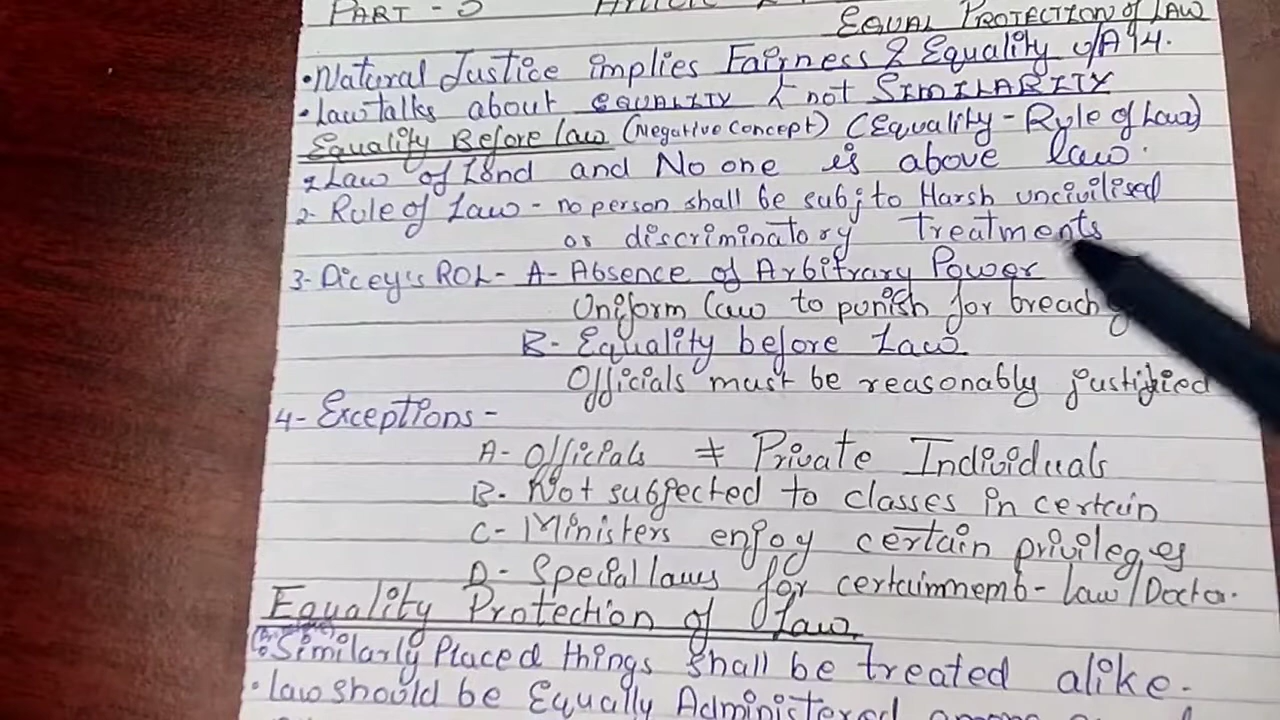 PART - 3
EQUAL PROTECTION of LAW
•Natural Justice implies Fairness & Equality u/A 14.
•Law talks about EQUALITY & not SIMILARITY
Equality Before law (Negative Concept) (Equality - Rule of Law)
1 Law of land and No one is above law.
2- Rule of Law - no person shall be subj to Harsh uncivilised
or discriminatory treatments
3- Dicey's ROL - A- Absence of Arbitrary Power
Uniform Law to punish for breach
B- Equality before Law
Officials must be reasonably justified
4- Exceptions -
A- Officials ≠ Private Individuals
B- Not subjected to classes in certain
C- Ministers enjoy certain privileges
D- Special laws for certain memb - law/Doctor.
Equality Protection of Law
Similarly Placed things shall be treated alike.
• law should be Equally Administered among